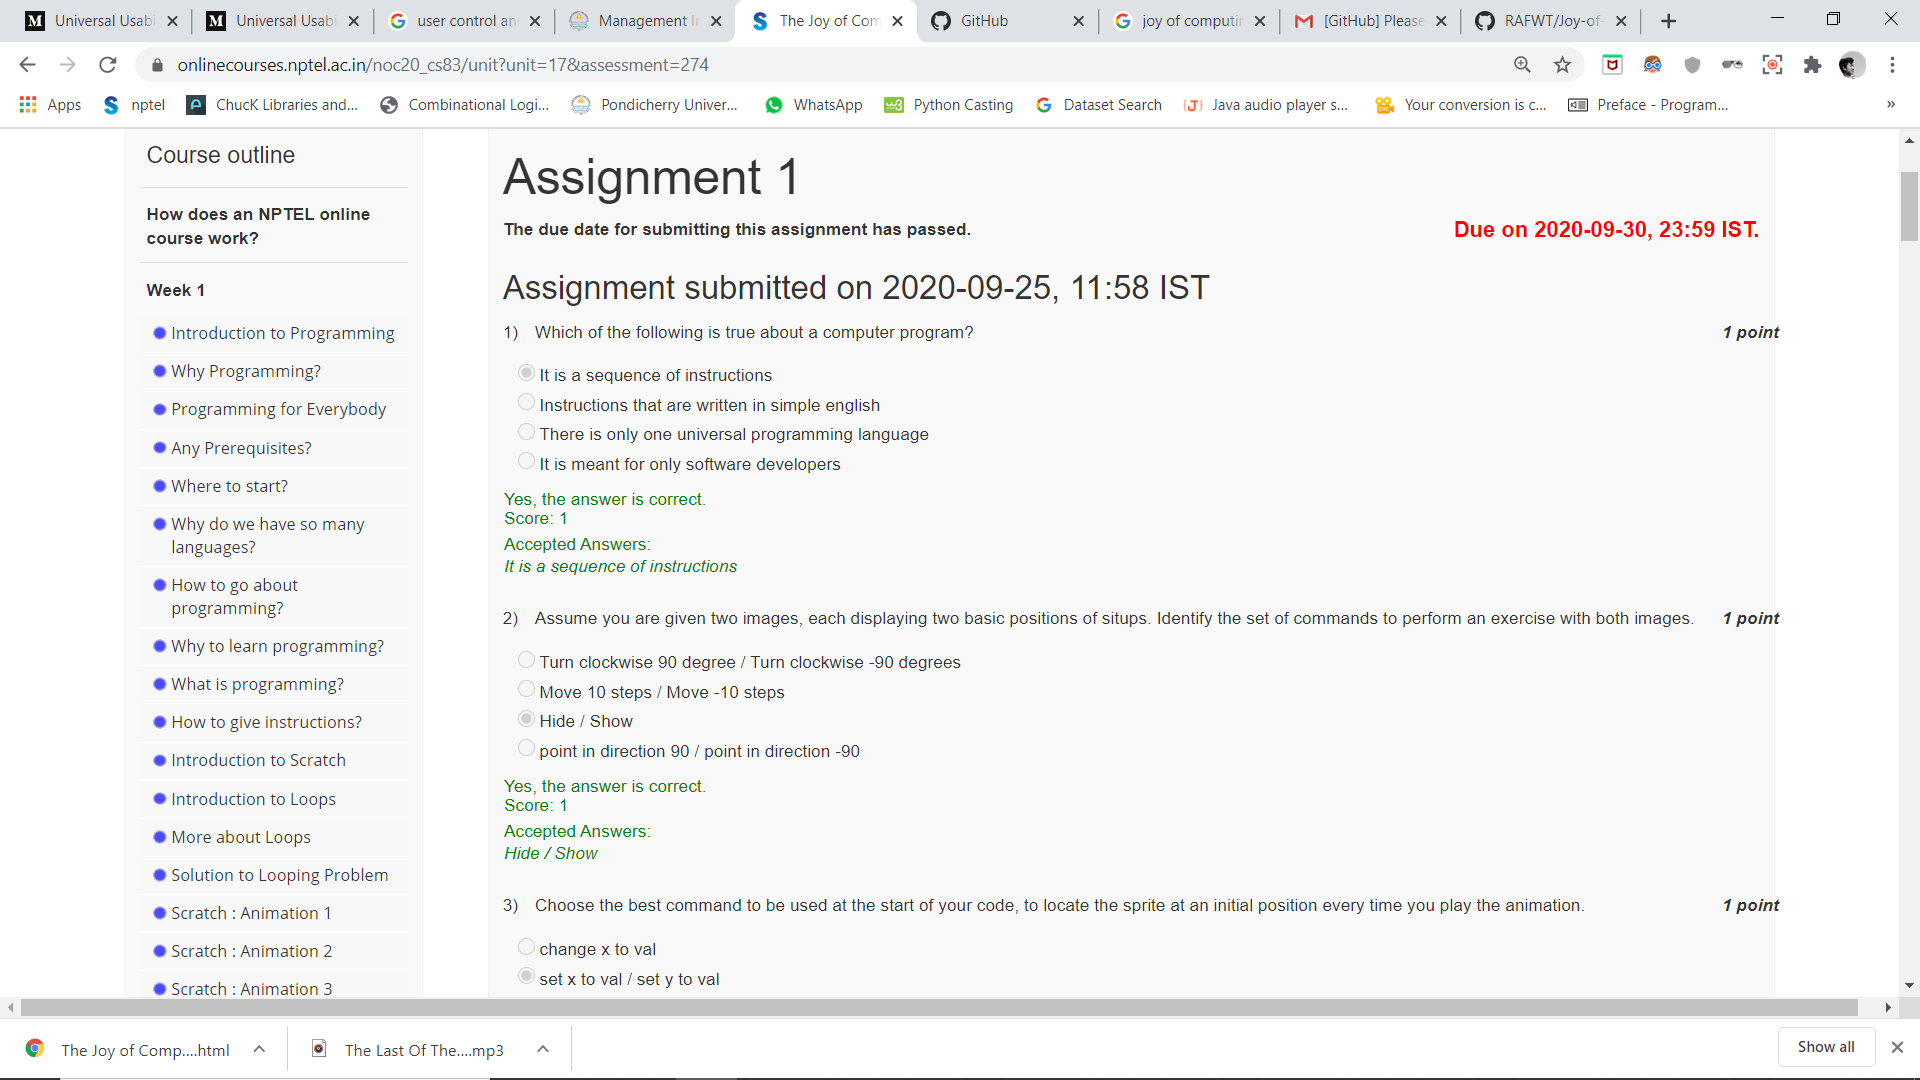 Universal Usabi
Universal Usabi
user control an
Management In
The Joy of Com
GitHub
joy of computin
[GitHub] Please
RAFWT/Joy-of-
onlinecourses.nptel.ac.in/noc20_cs83/unit?unit=17&assessment=274
Apps
nptel
ChucK Libraries and...
Combinational Logi...
Pondicherry Univer...
WhatsApp
Python Casting
Dataset Search
Java audio player s...
Your conversion is c...
Preface - Program...
»
Course outline
How does an NPTEL online
course work?
Week 1
Introduction to Programming
Why Programming?
Programming for Everybody
Any Prerequisites?
Where to start?
Why do we have so many
languages?
How to go about
programming?
Why to learn programming?
What is programming?
How to give instructions?
Introduction to Scratch
Introduction to Loops
More about Loops
Solution to Looping Problem
Scratch : Animation 1
Scratch : Animation 2
Scratch : Animation 3
Assignment 1
The due date for submitting this assignment has passed.
Due on 2020-09-30, 23:59 IST.
Assignment submitted on 2020-09-25, 11:58 IST
1) Which of the following is true about a computer program? 1 point
It is a sequence of instructions
Instructions that are written in simple english
There is only one universal programming language
It is meant for only software developers
Yes, the answer is correct.
Score: 1
Accepted Answers:
It is a sequence of instructions
2) Assume you are given two images, each displaying two basic positions of situps. Identify the set of commands to perform an exercise with both images. 1 point
Turn clockwise 90 degree / Turn clockwise -90 degrees
Move 10 steps / Move -10 steps
Hide / Show
point in direction 90 / point in direction -90
Yes, the answer is correct.
Score: 1
Accepted Answers:
Hide / Show
3) Choose the best command to be used at the start of your code, to locate the sprite at an initial position every time you play the animation. 1 point
change x to val
set x to val / set y to val
The Joy of Comp....html
The Last Of The....mp3
Show all